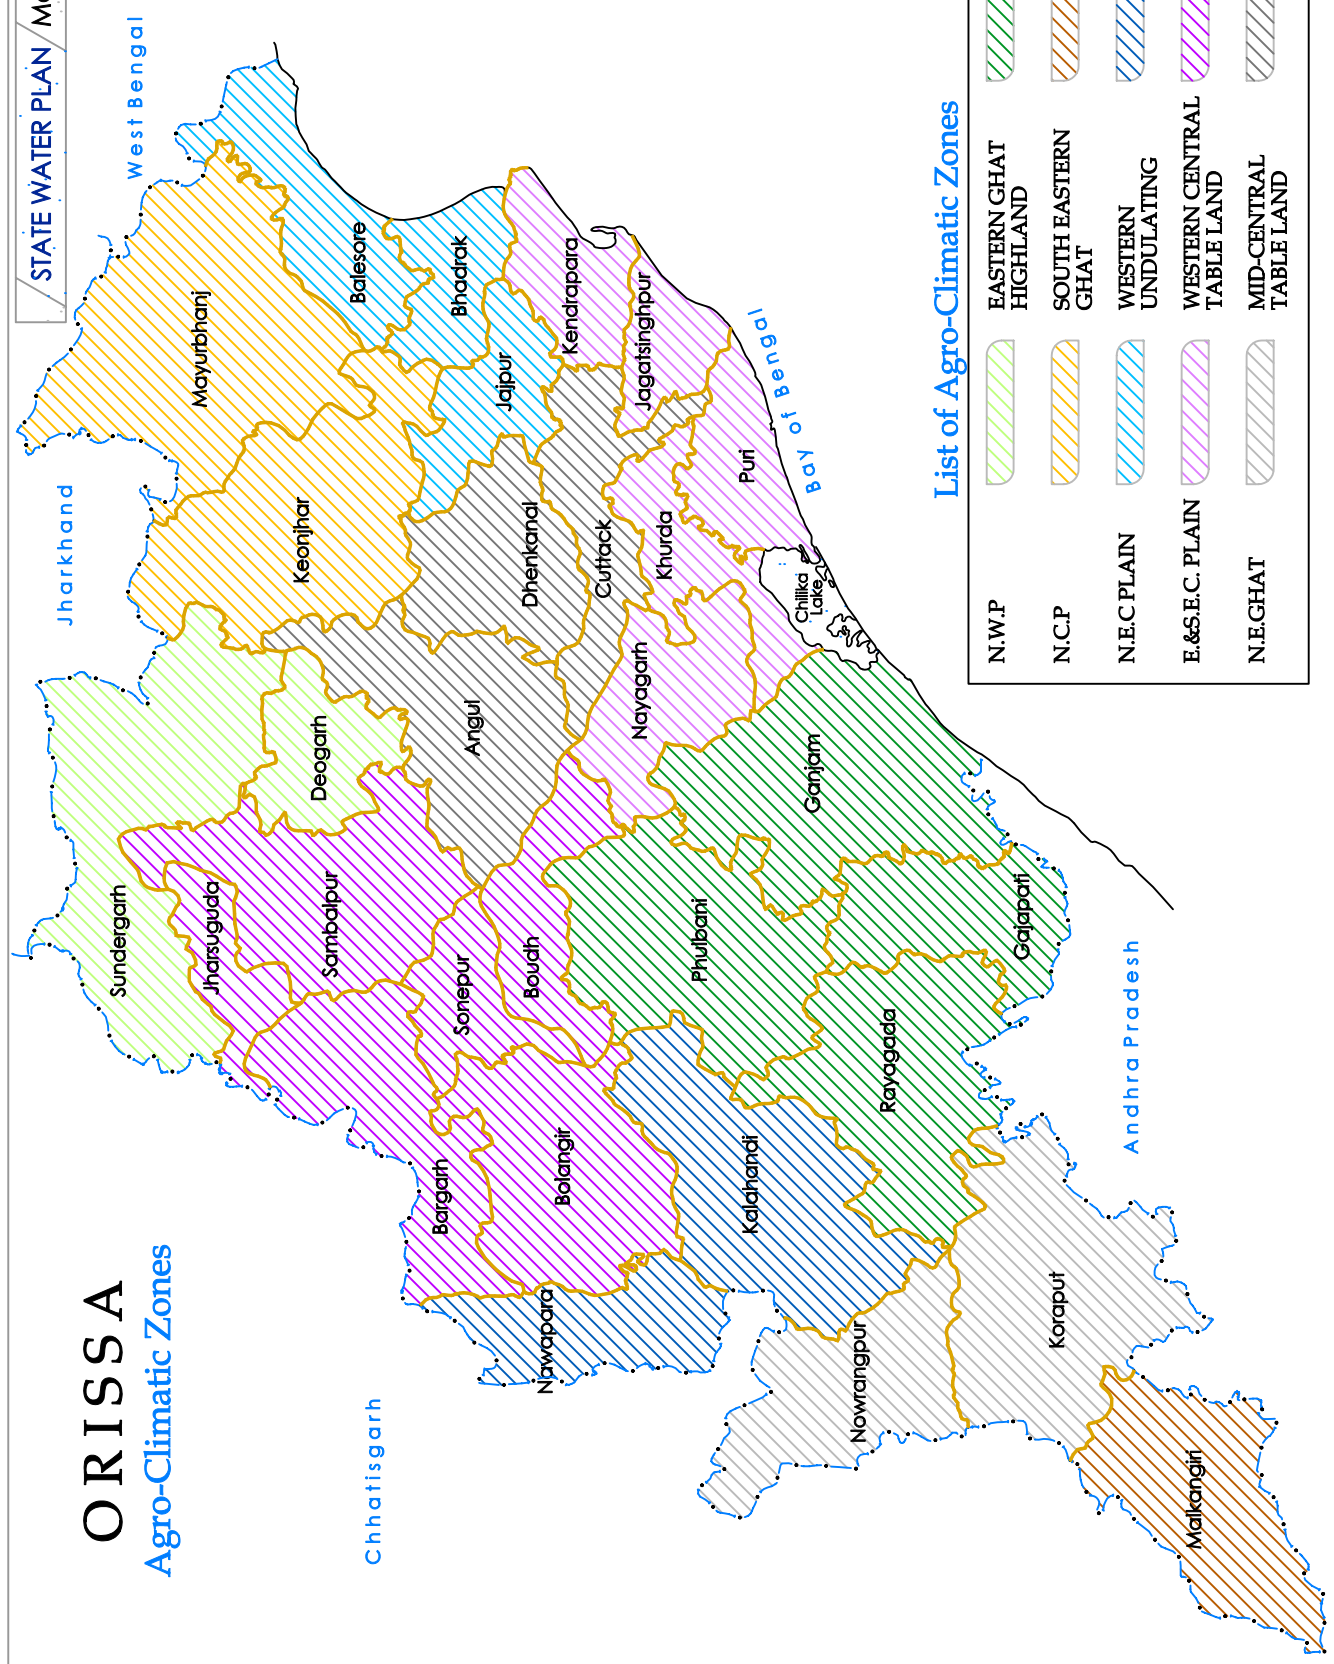 STATE WATER PLAN
ORISSA
Agro-Climatic Zones
West Bengal
Jharkhand
Chhatisgarh
Andhra Pradesh
Bay of Bengal
Sundergarh
Jharsuguda
Sambalpur
Deogarh
Keonjhar
Mayurbhanj
Balesore
Bhadrak
Jajpur
Kendrapara
Jagatsinghpur
Dhenkanal
Cuttack
Angul
Khurda
Puri
Chilika
Lake
Nayagarh
Ganjam
Gajapati
Phulbani
Boudh
Sonepur
Bargarh
Bolangir
Nawapara
Kalahandi
Rayagada
Nowrangpur
Koraput
Malkangiri
List of Agro-Climatic Zones
N.W.P
EASTERN GHAT
HIGHLAND
N.C.P
SOUTH EASTERN
GHAT
N.E.C PLAIN
WESTERN
UNDULATING
E.&S.E.C. PLAIN
WESTERN CENTRAL
TABLE LAND
N.E.GHAT
MID-CENTRAL
TABLE LAND